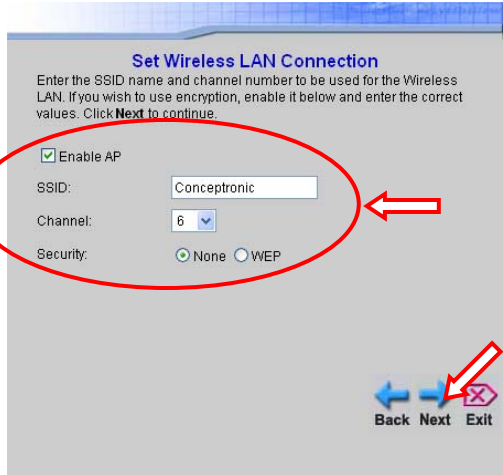 Set Wireless LAN Connection
Enter the SSID name and channel number to be used for the Wireless
LAN. If you wish to use encryption, enable it below and enter the correct
values. Click Next to continue.
Enable AP
SSID: Conceptronic
Channel: 6
Security: None WEP
Back Next Exit